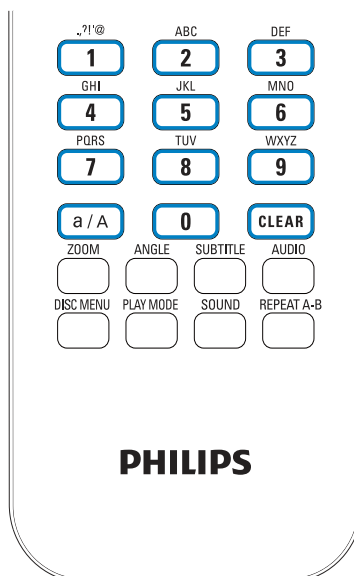 .,?!'@ ABC DEF
1 2 3
GHI JKL MNO
4 5 6
PQRS TUV WXYZ
7 8 9
a / A 0 CLEAR
ZOOM ANGLE SUBTITLE AUDIO
DISC MENU PLAY MODE SOUND REPEAT A-B
PHILIPS